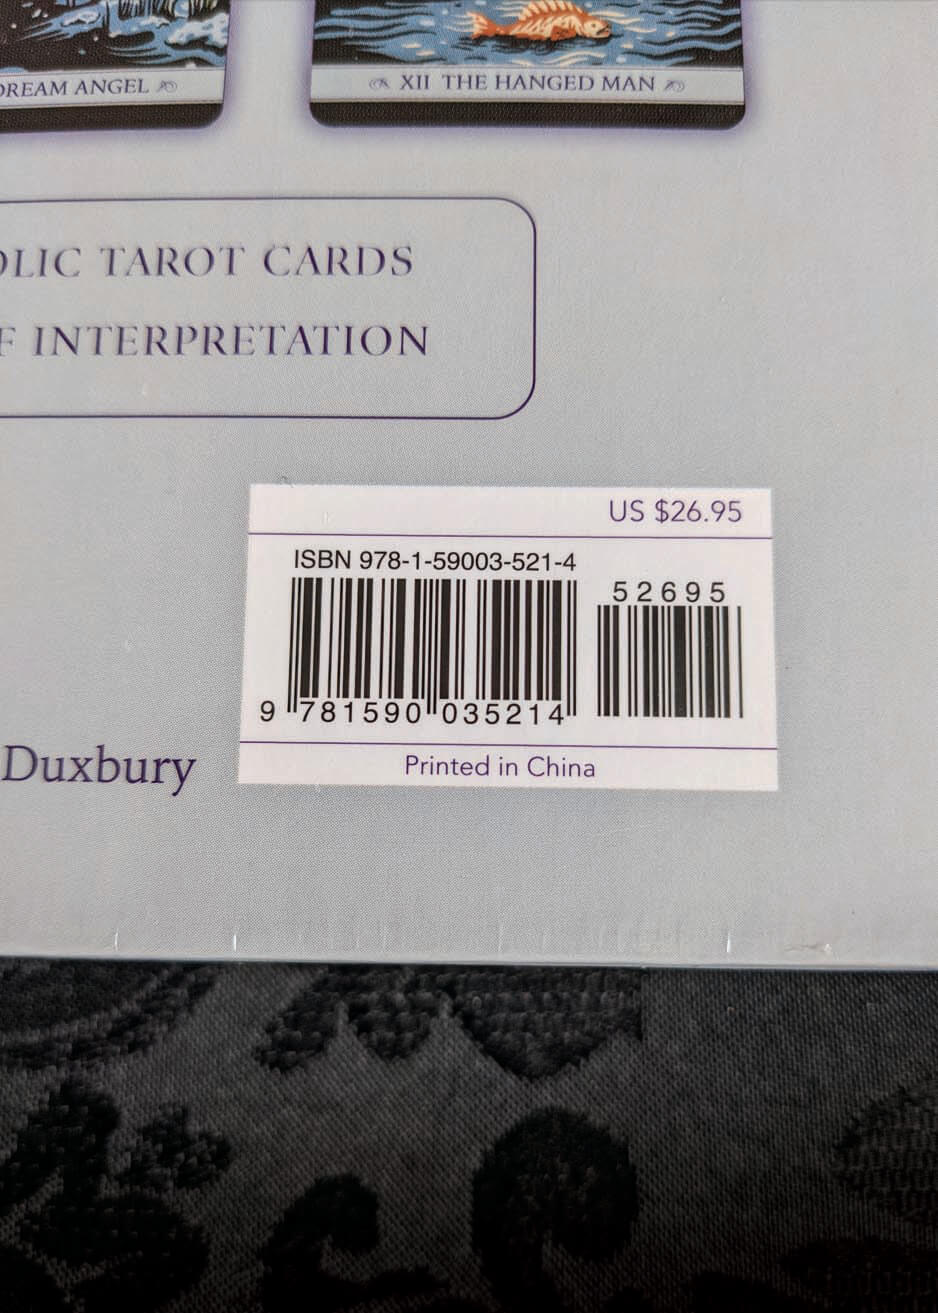 DREAM ANGEL
XII THE HANGED MAN
OLIC TAROT CARDS
F INTERPRETATION
US $26.95
ISBN 978-1-59003-521-4
52695
9 781590 035214
Printed in China
Duxbury